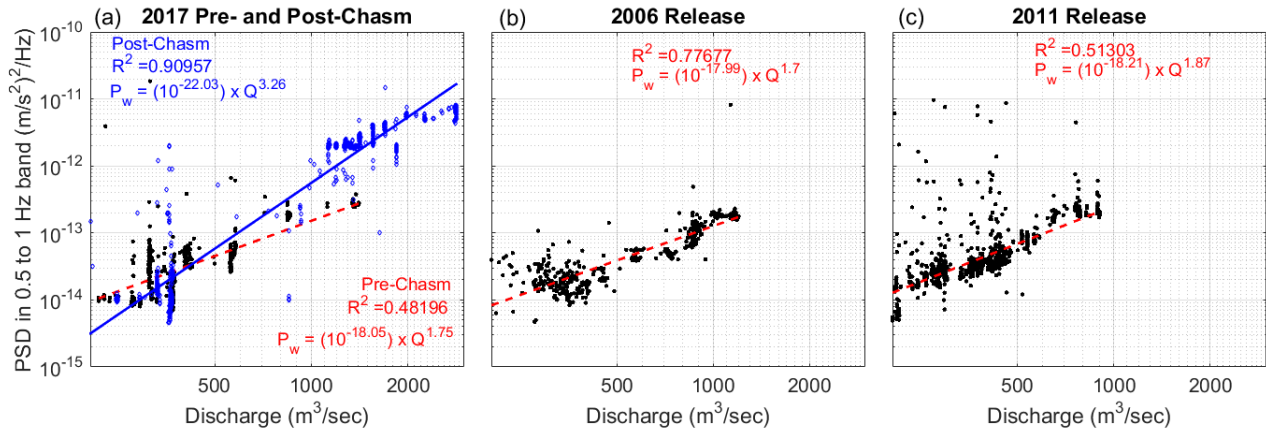 (a) 2017 Pre- and Post-Chasm
Post-Chasm
R² =0.90957
P_w = (10^-22.03) x Q^3.26
Pre-Chasm
R² =0.48196
P_w = (10^-18.05) x Q^1.75
PSD in 0.5 to 1 Hz band (m/s²)²/Hz)
10^-10
10^-11
10^-12
10^-13
10^-14
10^-15
500 1000 2000
Discharge (m³/sec)
(b) 2006 Release
R² =0.77677
P_w = (10^-17.99) x Q^1.7
500 1000 2000
Discharge (m³/sec)
(c) 2011 Release
R² =0.51303
P_w = (10^-18.21) x Q^1.87
500 1000 2000
Discharge (m³/sec)